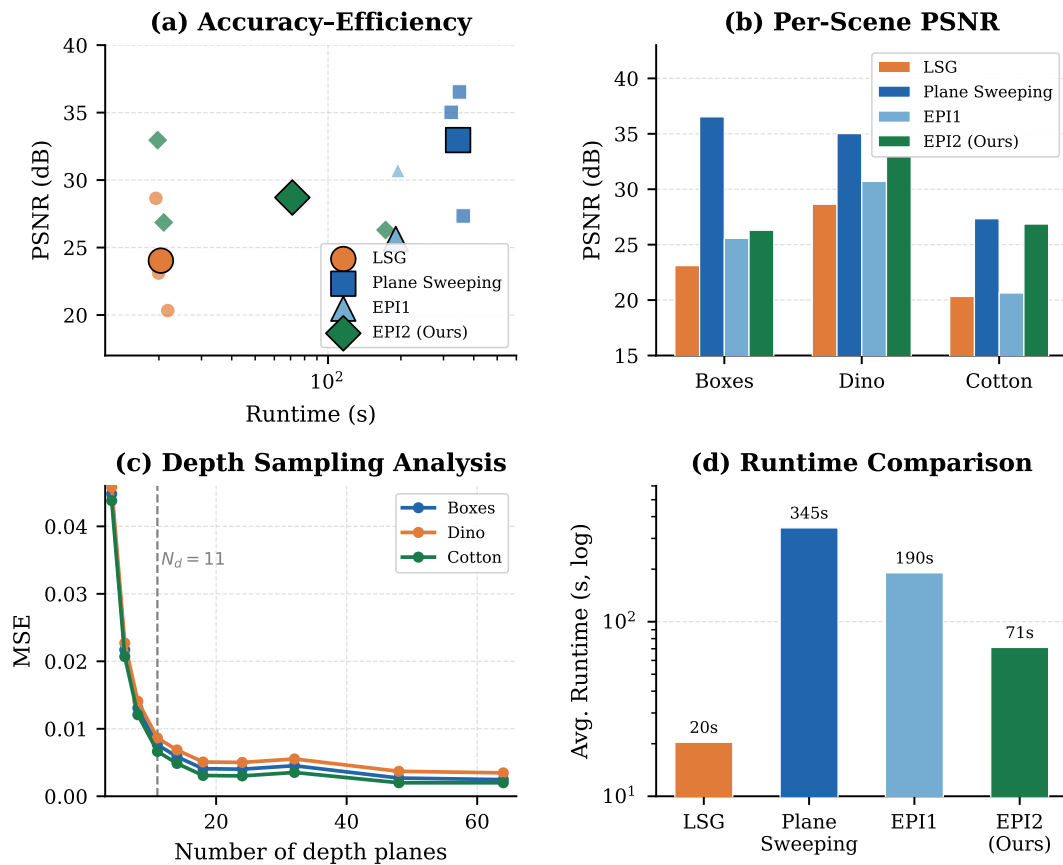 (a) Accuracy–Efficiency
40
35
30
25
20
PSNR (dB)
10²
Runtime (s)
LSG
Plane Sweeping
EPI1
EPI2 (Ours)
(b) Per-Scene PSNR
40
35
30
25
20
15
PSNR (dB)
Boxes
Dino
Cotton
LSG
Plane Sweeping
EPI1
EPI2 (Ours)
(c) Depth Sampling Analysis
0.04
0.03
0.02
0.01
0.00
MSE
20
40
60
Number of depth planes
N_d = 11
Boxes
Dino
Cotton
(d) Runtime Comparison
10²
10¹
Avg. Runtime (s, log)
20s
345s
190s
71s
LSG
Plane
Sweeping
EPI1
EPI2
(Ours)